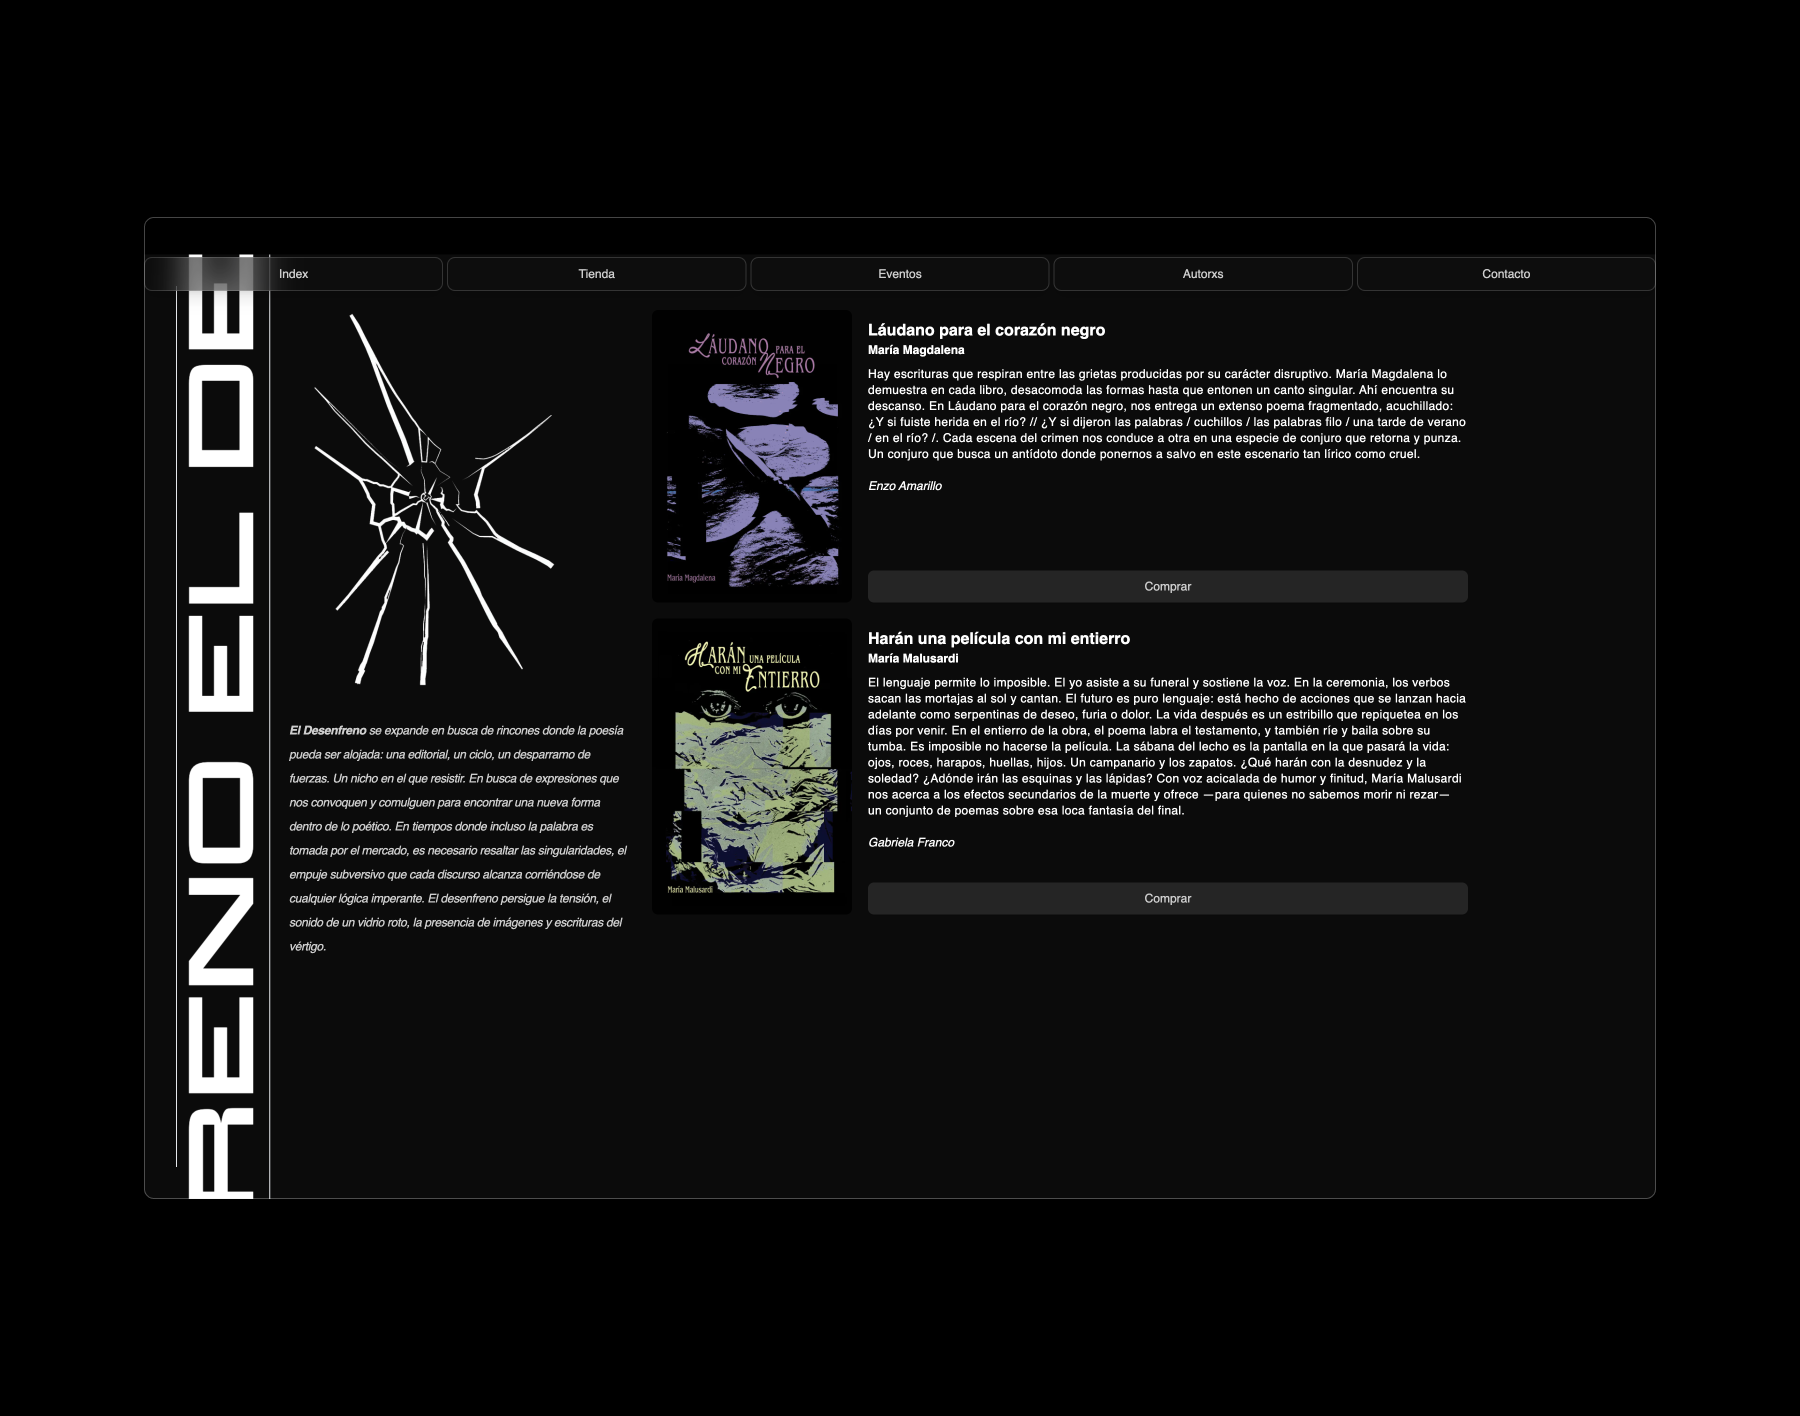 Index
Tienda
Eventos
Autorxs
Contacto
RENO EL DE
El Desenfreno se expande en busca de rincones donde la poesía
pueda ser alojada: una editorial, un ciclo, un desparramo de
fuerzas. Un nicho en el que resistir. En busca de expresiones que
nos convoquen y comulguen para encontrar una nueva forma
dentro de lo poético. En tiempos donde incluso la palabra es
tomada por el mercado, es necesario resaltar las singularidades, el
empuje subversivo que cada discurso alcanza corriéndose de
cualquier lógica imperante. El desenfreno persigue la tensión, el
sonido de un vidrio roto, la presencia de imágenes y escrituras del
vértigo.
LÁUDANO PARA EL
CORAZÓN NEGRO
María Magdalena
Láudano para el corazón negro
María Magdalena
Hay escrituras que respiran entre las grietas producidas por su carácter disruptivo. María Magdalena lo
demuestra en cada libro, desacomoda las formas hasta que entonen un canto singular. Ahí encuentra su
descanso. En Láudano para el corazón negro, nos entrega un extenso poema fragmentado, acuchillado:
¿Y si fuiste herida en el río? // ¿Y si dijeron las palabras / cuchillos / las palabras filo / una tarde de verano
/ en el río? /. Cada escena del crimen nos conduce a otra en una especie de conjuro que retorna y punza.
Un conjuro que busca un antídoto donde ponernos a salvo en este escenario tan lírico como cruel.
Enzo Amarillo
Comprar
HARÁN UNA PELÍCULA
CON MI ENTIERRO
María Malusardi
Harán una película con mi entierro
María Malusardi
El lenguaje permite lo imposible. El yo asiste a su funeral y sostiene la voz. En la ceremonia, los verbos
sacan las mortajas al sol y cantan. El futuro es puro lenguaje: está hecho de acciones que se lanzan hacia
adelante como serpentinas de deseo, furia o dolor. La vida después es un estribillo que repiquetea en los
días por venir. En el entierro de la obra, el poema labra el testamento, y también ríe y baila sobre su
tumba. Es imposible no hacerse la película. La sábana del lecho es la pantalla en la que pasará la vida:
ojos, roces, harapos, huellas, hijos. Un campanario y los zapatos. ¿Qué harán con la desnudez y la
soledad? ¿Adónde irán las esquinas y las lápidas? Con voz acicalada de humor y finitud, María Malusardi
nos acerca a los efectos secundarios de la muerte y ofrece —para quienes no sabemos morir ni rezar—
un conjunto de poemas sobre esa loca fantasía del final.
Gabriela Franco
Comprar